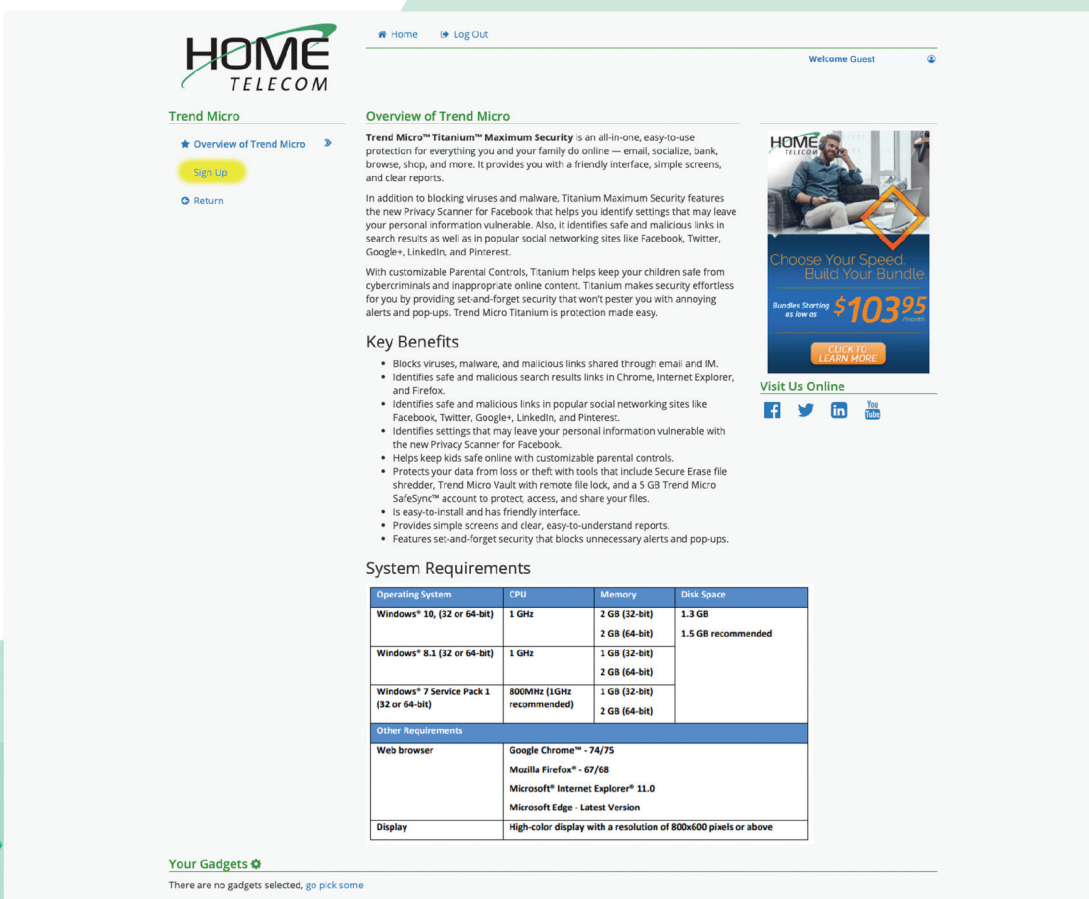 HOME
TELECOM
Home
Log Out
Welcome Guest
Trend Micro
Overview of Trend Micro
Sign Up
Return
Overview of Trend Micro
Trend Micro™ Titanium™ Maximum Security is an all-in-one, easy-to-use
protection for everything you and your family do online — email, socialize, bank,
browse, shop, and more. It provides you with a friendly interface, simple screens,
and clear reports.
In addition to blocking viruses and malware, Titanium Maximum Security features
the new Privacy Scanner for Facebook that helps you identify settings that may leave
your personal information vulnerable. Also, it identifies safe and malicious links in
search results as well as in popular social networking sites like Facebook, Twitter,
Google+, LinkedIn, and Pinterest.
With customizable Parental Controls, Titanium helps keep your children safe from
cybercriminals and inappropriate online content. Titanium makes security effortless
for you by providing set-and-forget security that won't pester you with annoying
alerts and pop-ups. Trend Micro Titanium is protection made easy.
Key Benefits
• Blocks viruses, malware, and malicious links shared through email and IM.
• Identifies safe and malicious search results links in Chrome, Internet Explorer,
and Firefox.
• Identifies safe and malicious links in popular social networking sites like
Facebook, Twitter, Google+, LinkedIn, and Pinterest.
• Identifies settings that may leave your personal information vulnerable with
the new Privacy Scanner for Facebook.
• Helps keep kids safe online with customizable parental controls.
• Protects your data from loss or theft with tools that include Secure Erase file
shredder, Trend Micro Vault with remote file lock, and a 5 GB Trend Micro
SafeSync™ account to protect, access, and share your files.
• Is easy-to-install and has friendly interface.
• Provides simple screens and clear, easy-to-understand reports.
• Features set-and-forget security that blocks unnecessary alerts and pop-ups.
System Requirements
Operating System CPU Memory Disk Space
Windows® 10, (32 or 64-bit) 1 GHz 2 GB (32-bit) 1.3 GB
2 GB (64-bit) 1.5 GB recommended
Windows® 8.1 (32 or 64-bit) 1 GHz 1 GB (32-bit)
2 GB (64-bit)
Windows® 7 Service Pack 1 800MHz (1GHz 1 GB (32-bit)
(32 or 64-bit) recommended) 2 GB (64-bit)
Other Requirements
Web browser Google Chrome™ - 74/75
Mozilla Firefox® - 67/68
Microsoft® Internet Explorer® 11.0
Microsoft Edge - Latest Version
Display High-color display with a resolution of 800x600 pixels or above
HOME
TELECOM
Choose Your Speed.
Build Your Bundle.
Bundles Starting
as low as
$103.95
/month
CLICK TO
LEARN MORE
Visit Us Online
You
Tube
Your Gadgets
There are no gadgets selected, go pick some